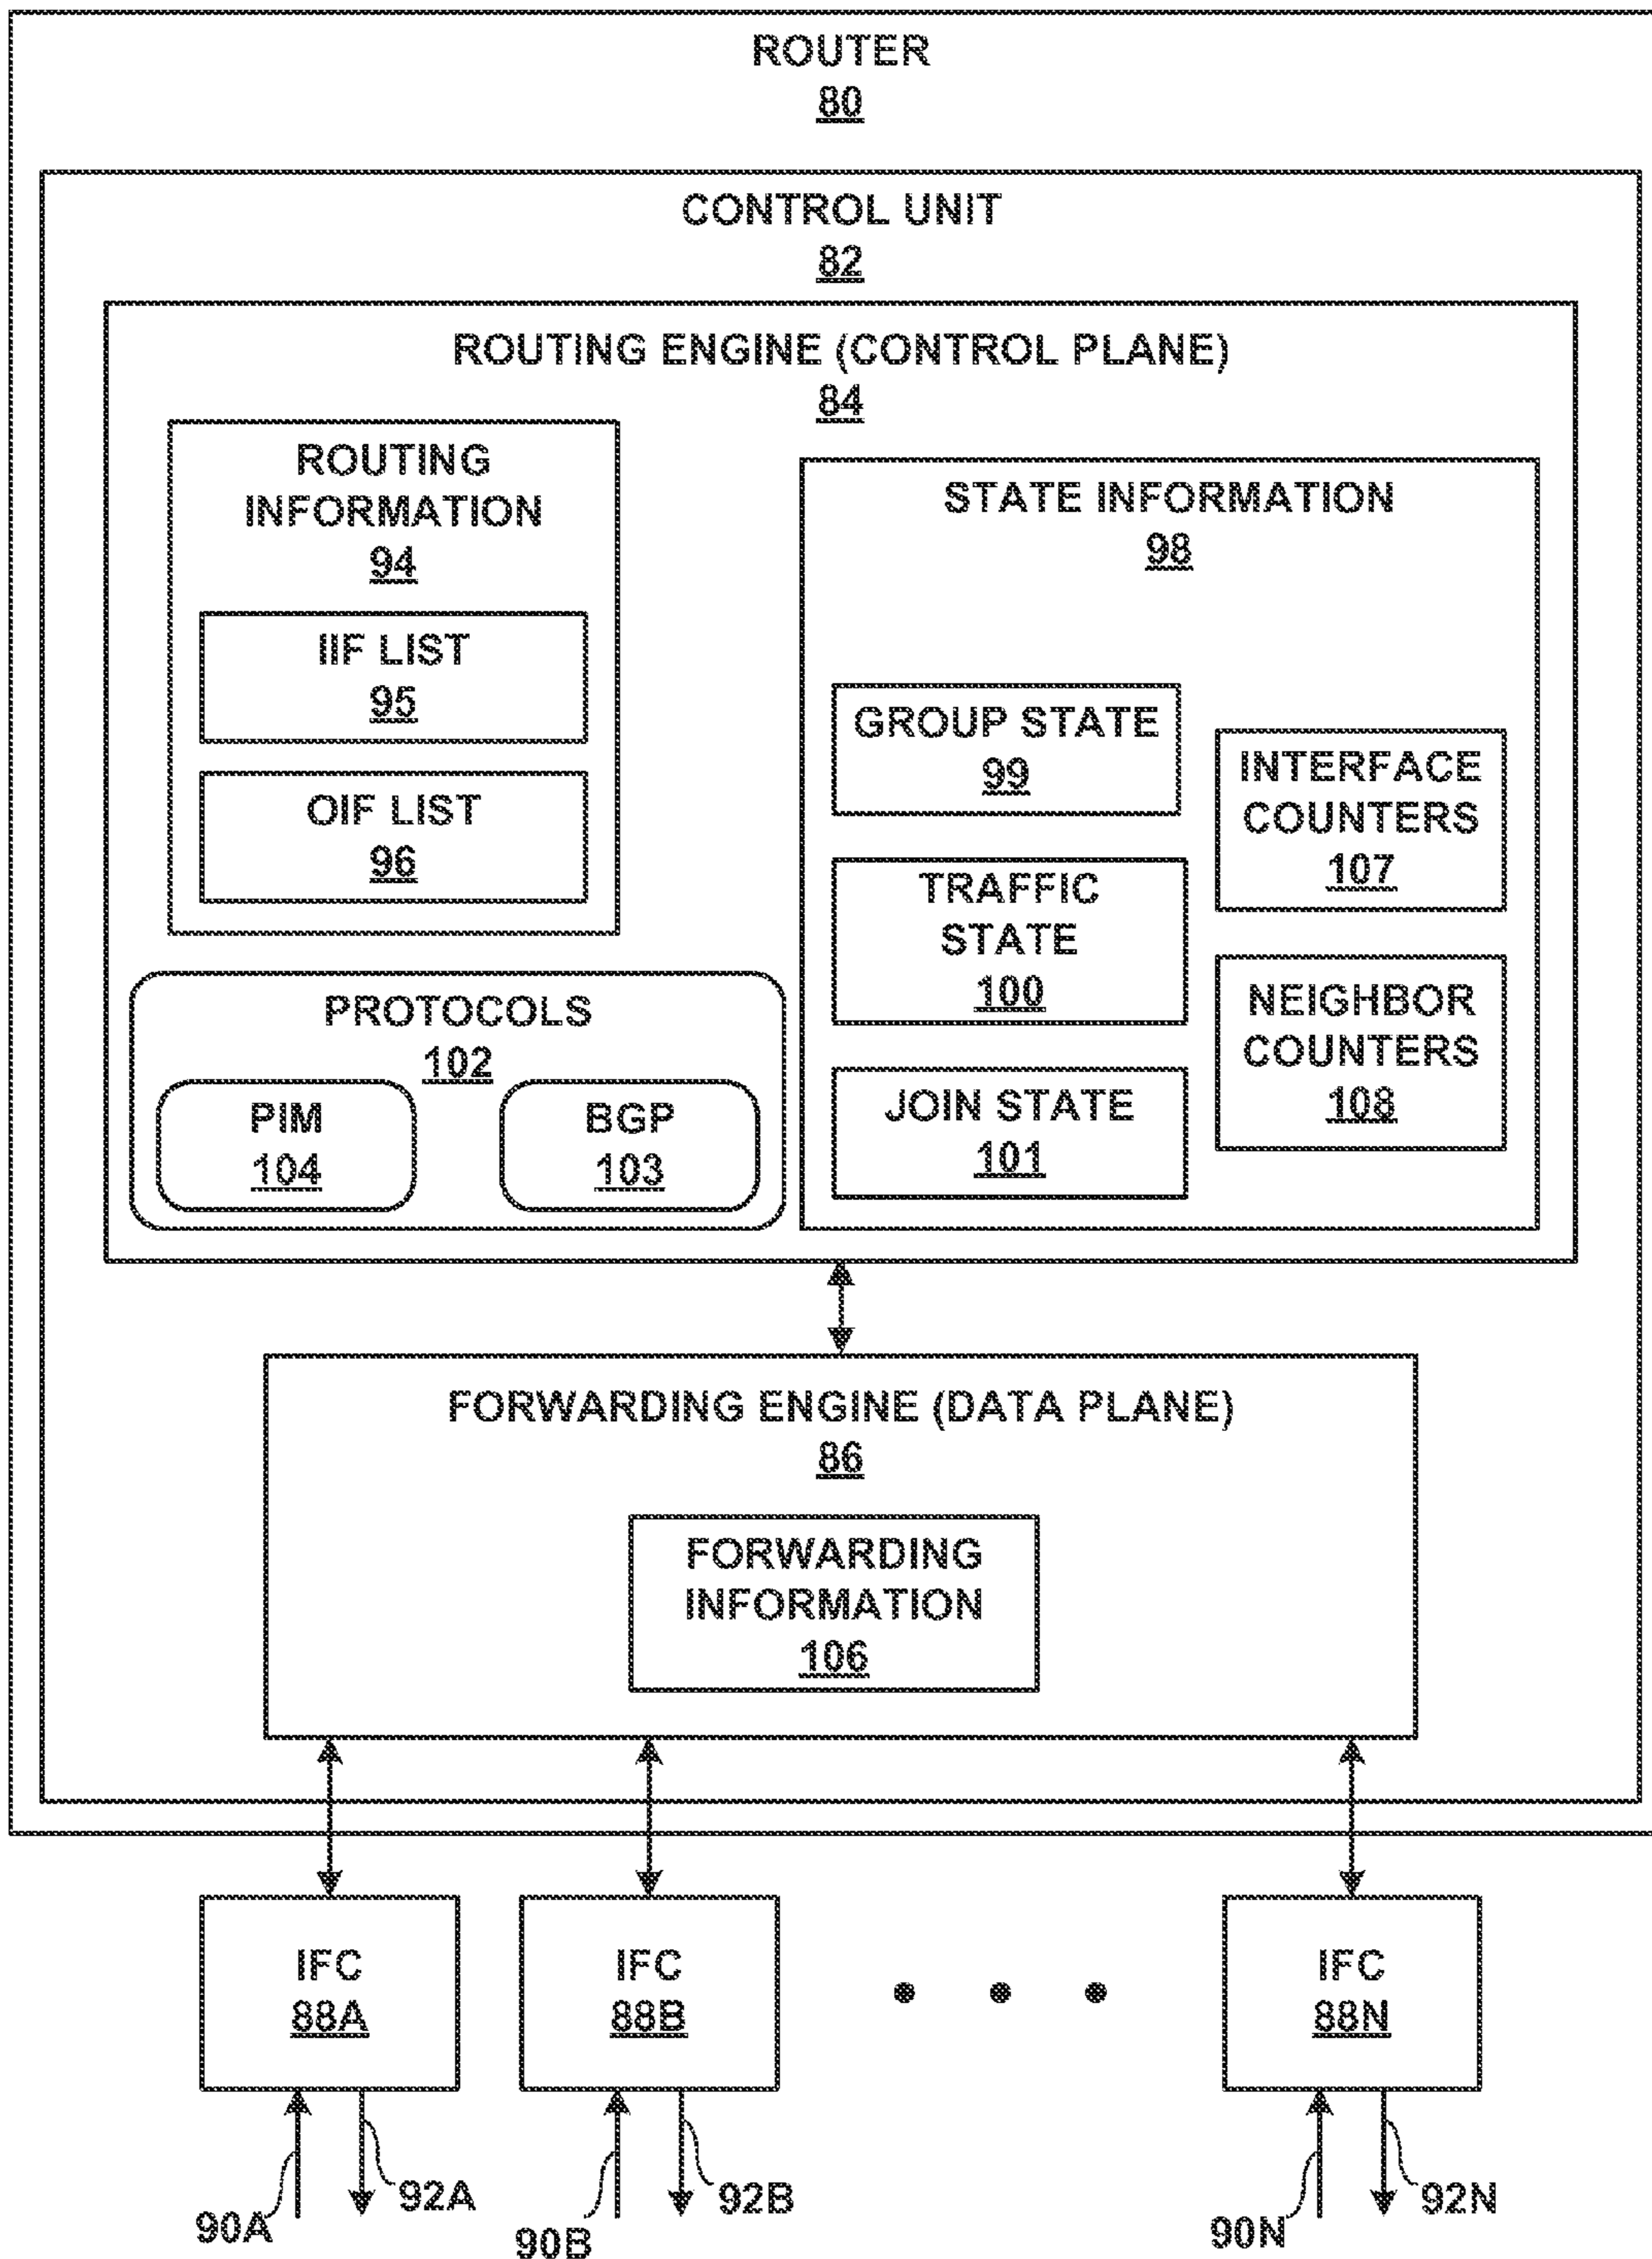 ROUTER
80
CONTROL UNIT
82
ROUTING ENGINE (CONTROL PLANE)
84
ROUTING
INFORMATION
94
IIF LIST
95
OIF LIST
96
PROTOCOLS
102
PIM
104
BGP
103
STATE INFORMATION
98
GROUP STATE
99
TRAFFIC
STATE
100
JOIN STATE
101
INTERFACE
COUNTERS
107
NEIGHBOR
COUNTERS
108
FORWARDING ENGINE (DATA PLANE)
86
FORWARDING
INFORMATION
106
IFC
88A
IFC
88B
IFC
88N
90A
92A
90B
92B
90N
92N